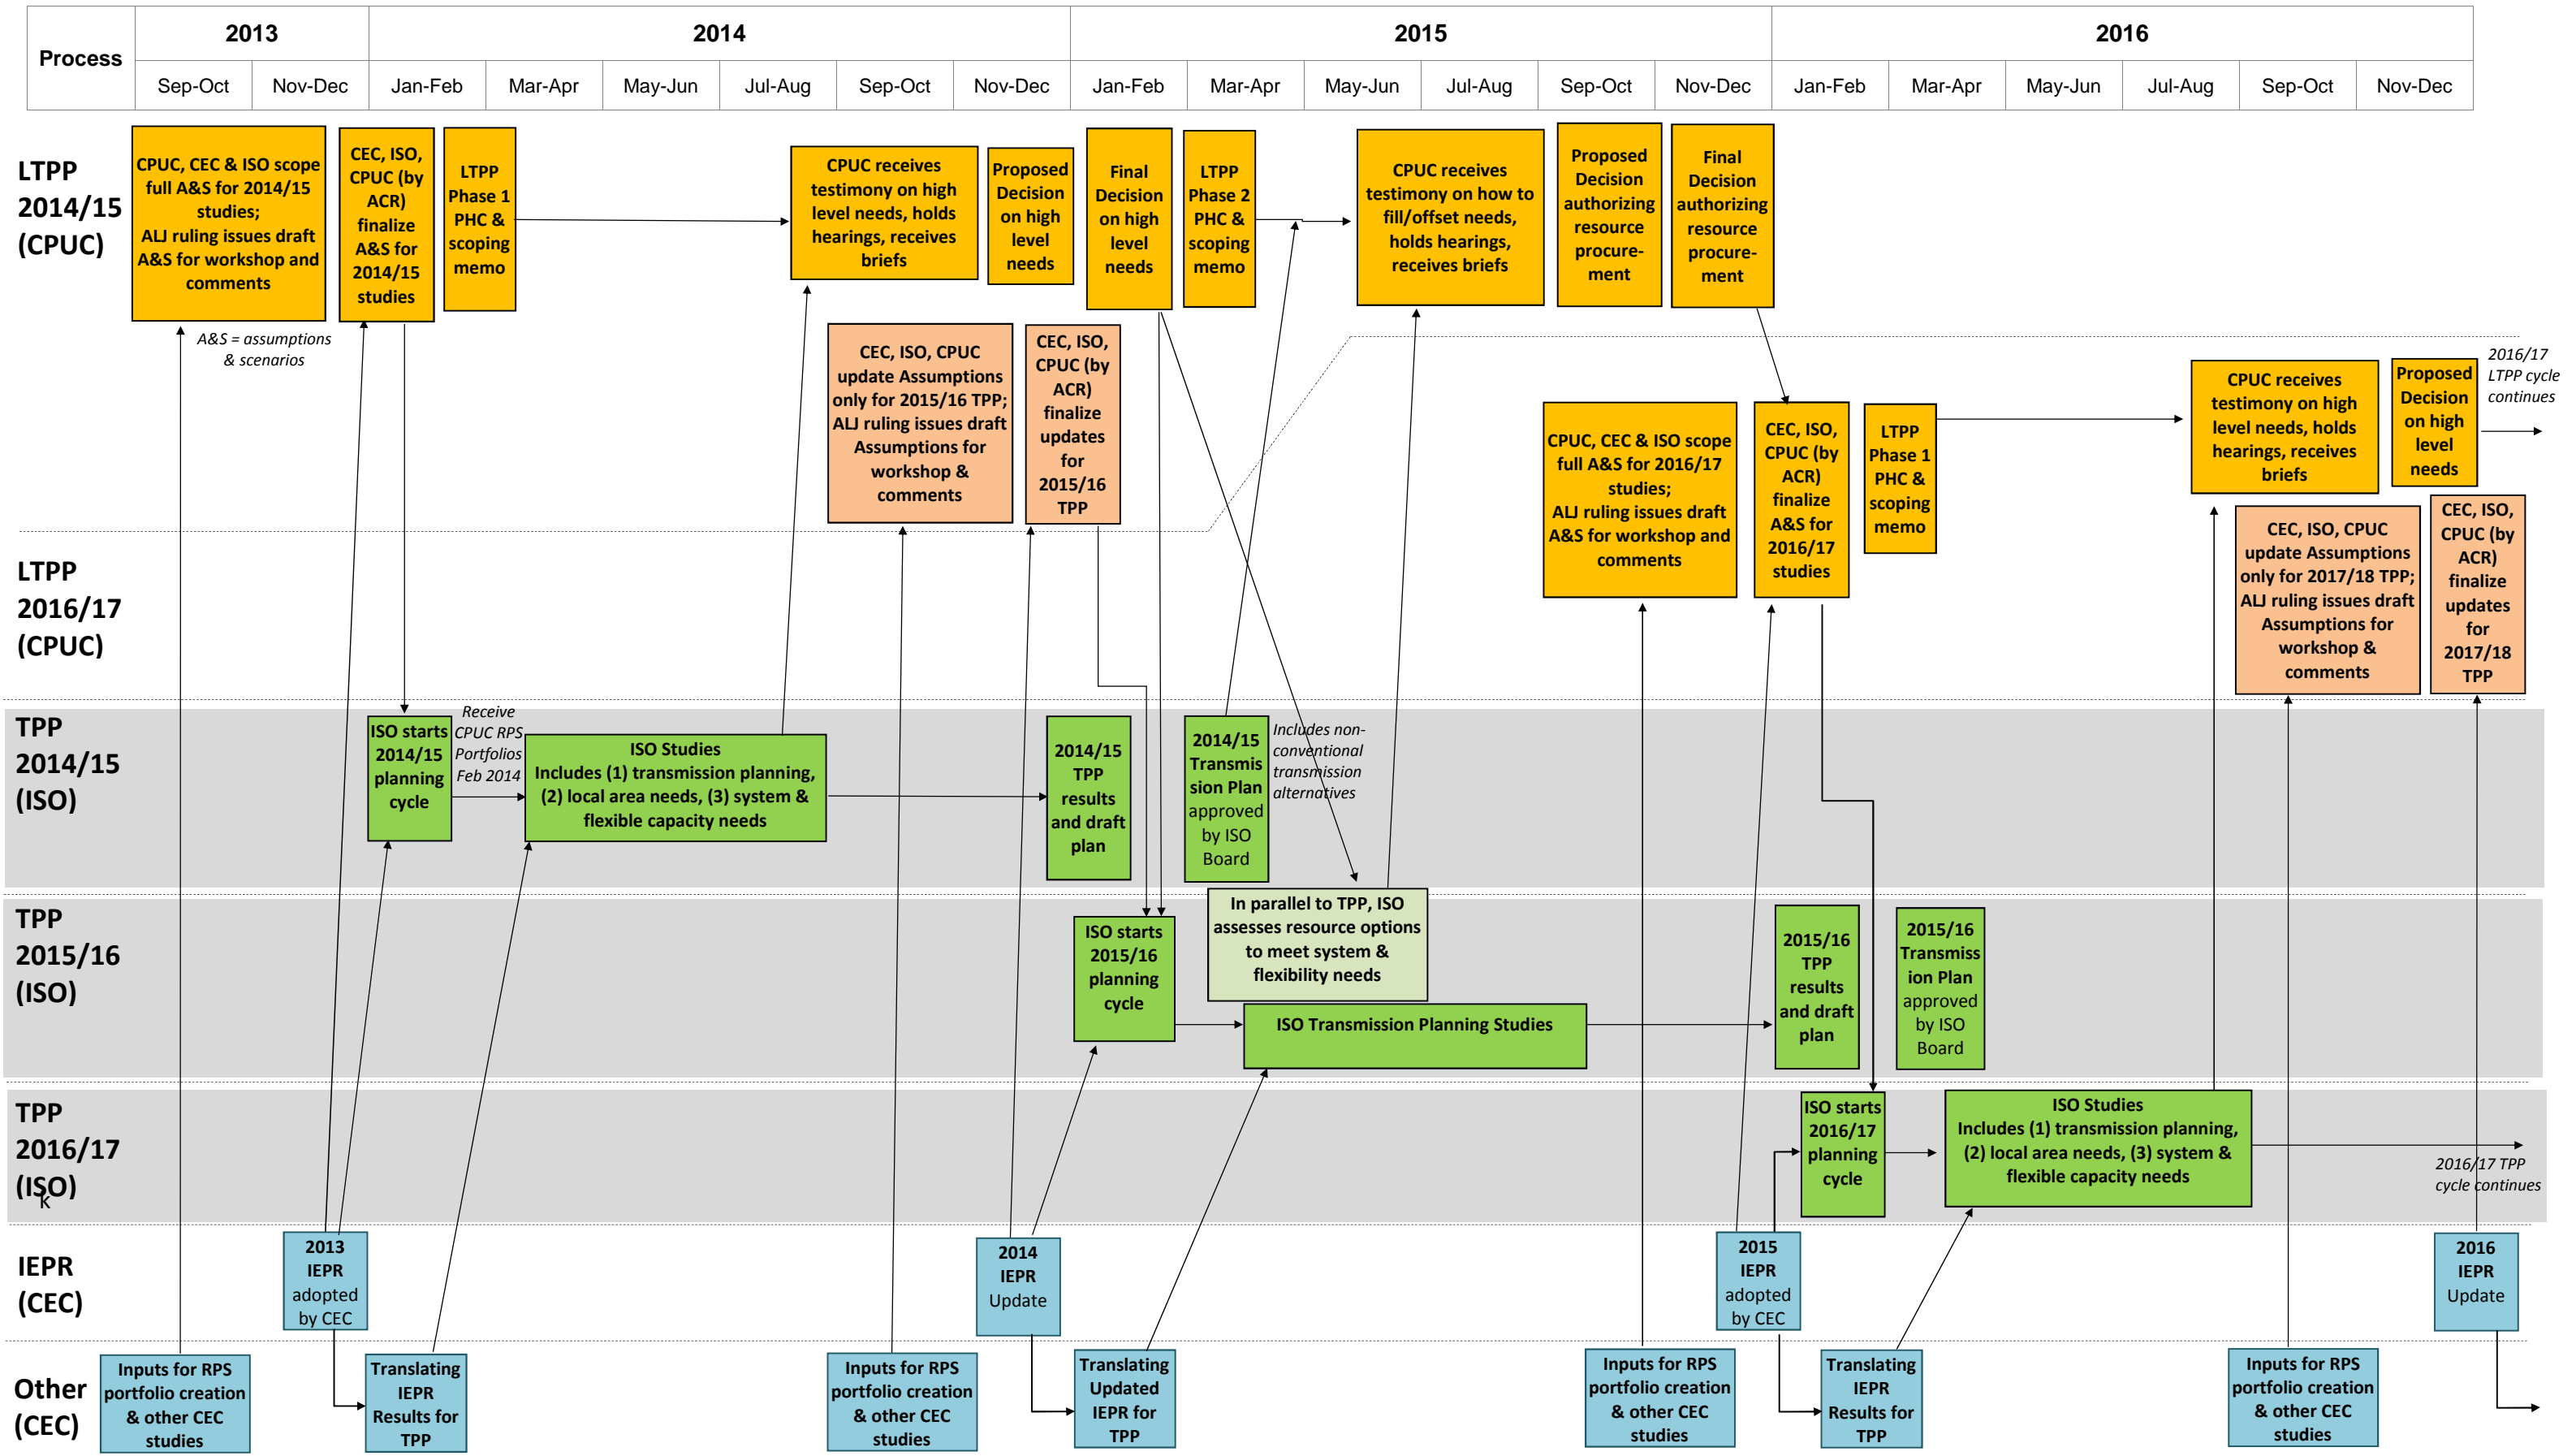 Process
2013
2014
2015
2016
Sep-Oct
Nov-Dec
Jan-Feb
Mar-Apr
May-Jun
Jul-Aug
Sep-Oct
Nov-Dec
Jan-Feb
Mar-Apr
May-Jun
Jul-Aug
Sep-Oct
Nov-Dec
Jan-Feb
Mar-Apr
May-Jun
Jul-Aug
Sep-Oct
Nov-Dec
LTPP
2014/15
(CPUC)
CPUC, CEC & ISO scope
full A&S for 2014/15
studies;
ALJ ruling issues draft
A&S for workshop and
comments
CEC, ISO,
CPUC (by
ACR)
finalize
A&S for
2014/15
studies
LTPP
Phase 1
PHC &
scoping
memo
CPUC receives
testimony on high
level needs, holds
hearings, receives
briefs
Proposed
Decision
on high
level
needs
Final
Decision
on high
level
needs
LTPP
Phase 2
PHC &
scoping
memo
CPUC receives
testimony on how to
fill/offset needs,
holds hearings,
receives briefs
Proposed
Decision
authorizing
resource
procure-
ment
Final
Decision
authorizing
resource
procure-
ment
A&S = assumptions
& scenarios
CEC, ISO, CPUC
update Assumptions
only for 2015/16 TPP;
ALJ ruling issues draft
Assumptions for
workshop &
comments
CEC, ISO,
CPUC (by
ACR)
finalize
updates
for
2015/16
TPP
LTPP
2016/17
(CPUC)
CPUC, CEC & ISO scope
full A&S for 2016/17
studies;
ALJ ruling issues draft
A&S for workshop and
comments
CEC, ISO,
CPUC (by
ACR)
finalize
A&S for
2016/17
studies
LTPP
Phase 1
PHC &
scoping
memo
CPUC receives
testimony on high
level needs, holds
hearings, receives
briefs
Proposed
Decision
on high
level
needs
2016/17
LTPP cycle
continues
CEC, ISO, CPUC
update Assumptions
only for 2017/18 TPP;
ALJ ruling issues draft
Assumptions for
workshop &
comments
CEC, ISO,
CPUC (by
ACR)
finalize
updates
for
2017/18
TPP
TPP
2014/15
(ISO)
ISO starts
2014/15
planning
cycle
Receive
CPUC RPS
Portfolios
Feb 2014
ISO Studies
Includes (1) transmission planning,
(2) local area needs, (3) system &
flexible capacity needs
2014/15
TPP
results
and draft
plan
2014/15
Transmis
sion Plan
approved
by ISO
Board
Includes non-
conventional
transmission
alternatives
TPP
2015/16
(ISO)
ISO starts
2015/16
planning
cycle
In parallel to TPP, ISO
assesses resource options
to meet system &
flexibility needs
ISO Transmission Planning Studies
2015/16
TPP
results
and draft
plan
2015/16
Transmiss
ion Plan
approved
by ISO
Board
TPP
2016/17
(ISO)
k
ISO starts
2016/17
planning
cycle
ISO Studies
Includes (1) transmission planning,
(2) local area needs, (3) system &
flexible capacity needs
2016/17 TPP
cycle continues
IEPR
(CEC)
2013
IEPR
adopted
by CEC
2014
IEPR
Update
2015
IEPR
adopted
by CEC
2016
IEPR
Update
Other
(CEC)
Inputs for RPS
portfolio creation
& other CEC
studies
Translating
IEPR
Results for
TPP
Inputs for RPS
portfolio creation
& other CEC
studies
Translating
Updated
IEPR for
TPP
Inputs for RPS
portfolio creation
& other CEC
studies
Translating
IEPR
Results for
TPP
Inputs for RPS
portfolio creation
& other CEC
studies